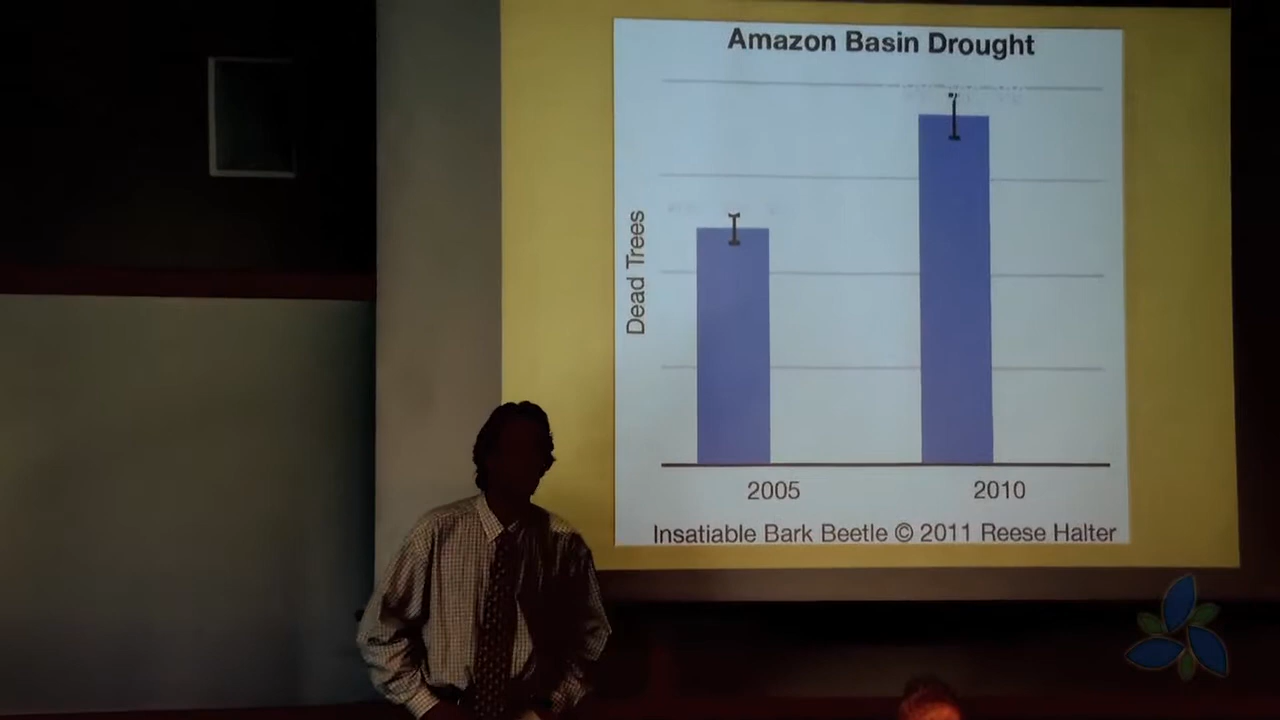 Amazon Basin Drought
Dead Trees
2005 2010
Insatiable Bark Beetle © 2011 Reese Halter